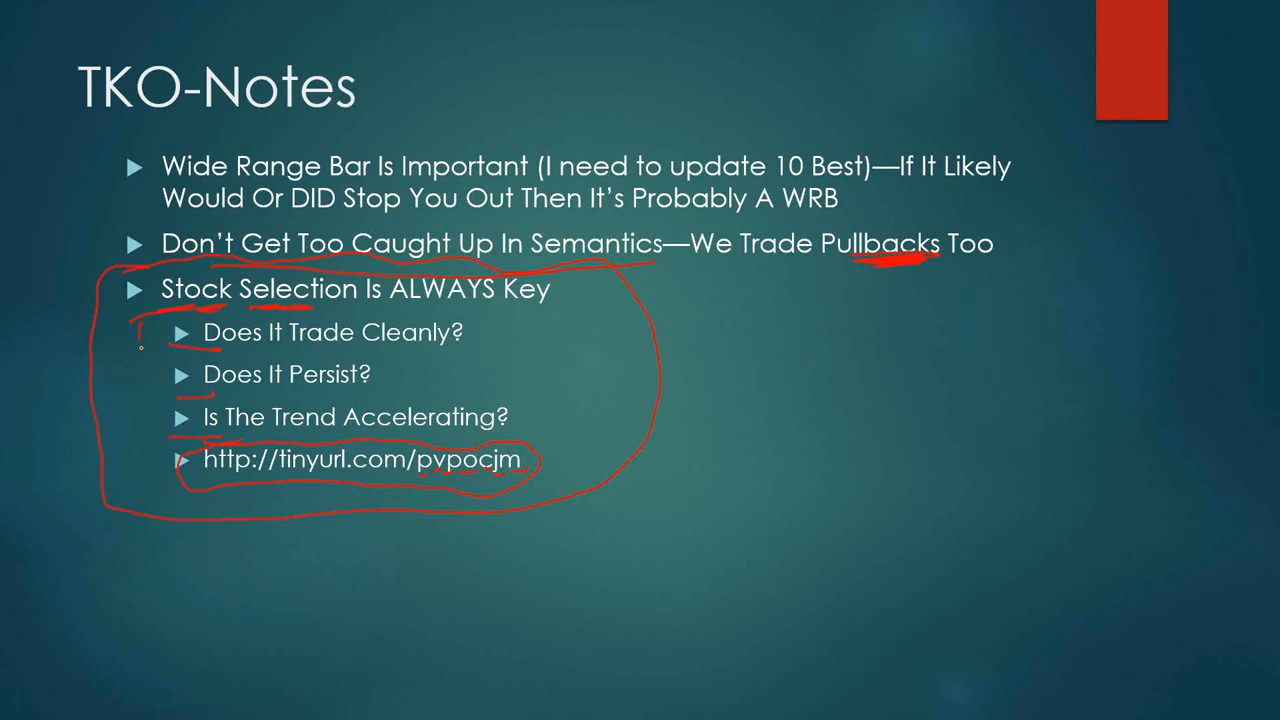 TKO-Notes
Wide Range Bar Is Important (I need to update 10 Best)—If It Likely
Would Or DID Stop You Out Then It's Probably A WRB
Don't Get Too Caught Up In Semantics—We Trade Pullbacks Too
Stock Selection Is ALWAYS Key
Does It Trade Cleanly?
Does It Persist?
Is The Trend Accelerating?
http://tinyurl.com/pvpocjm